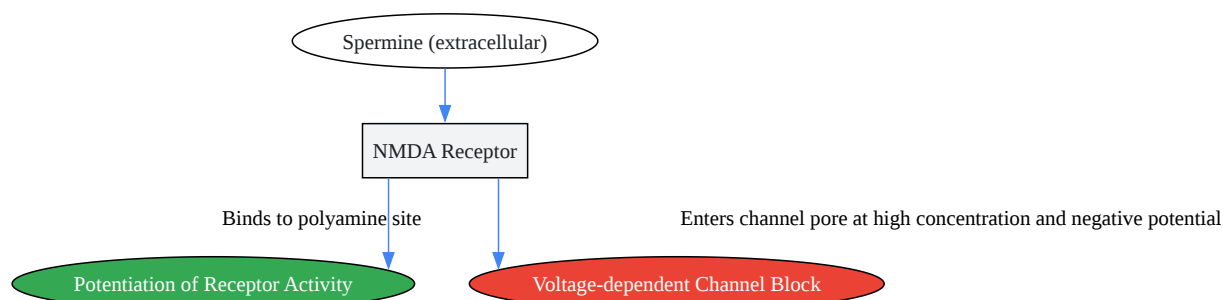 Spermine (extracellular)
NMDA Receptor
Binds to polyamine site
Enters channel pore at high concentration and negative potential
Potentiation of Receptor Activity
Voltage-dependent Channel Block